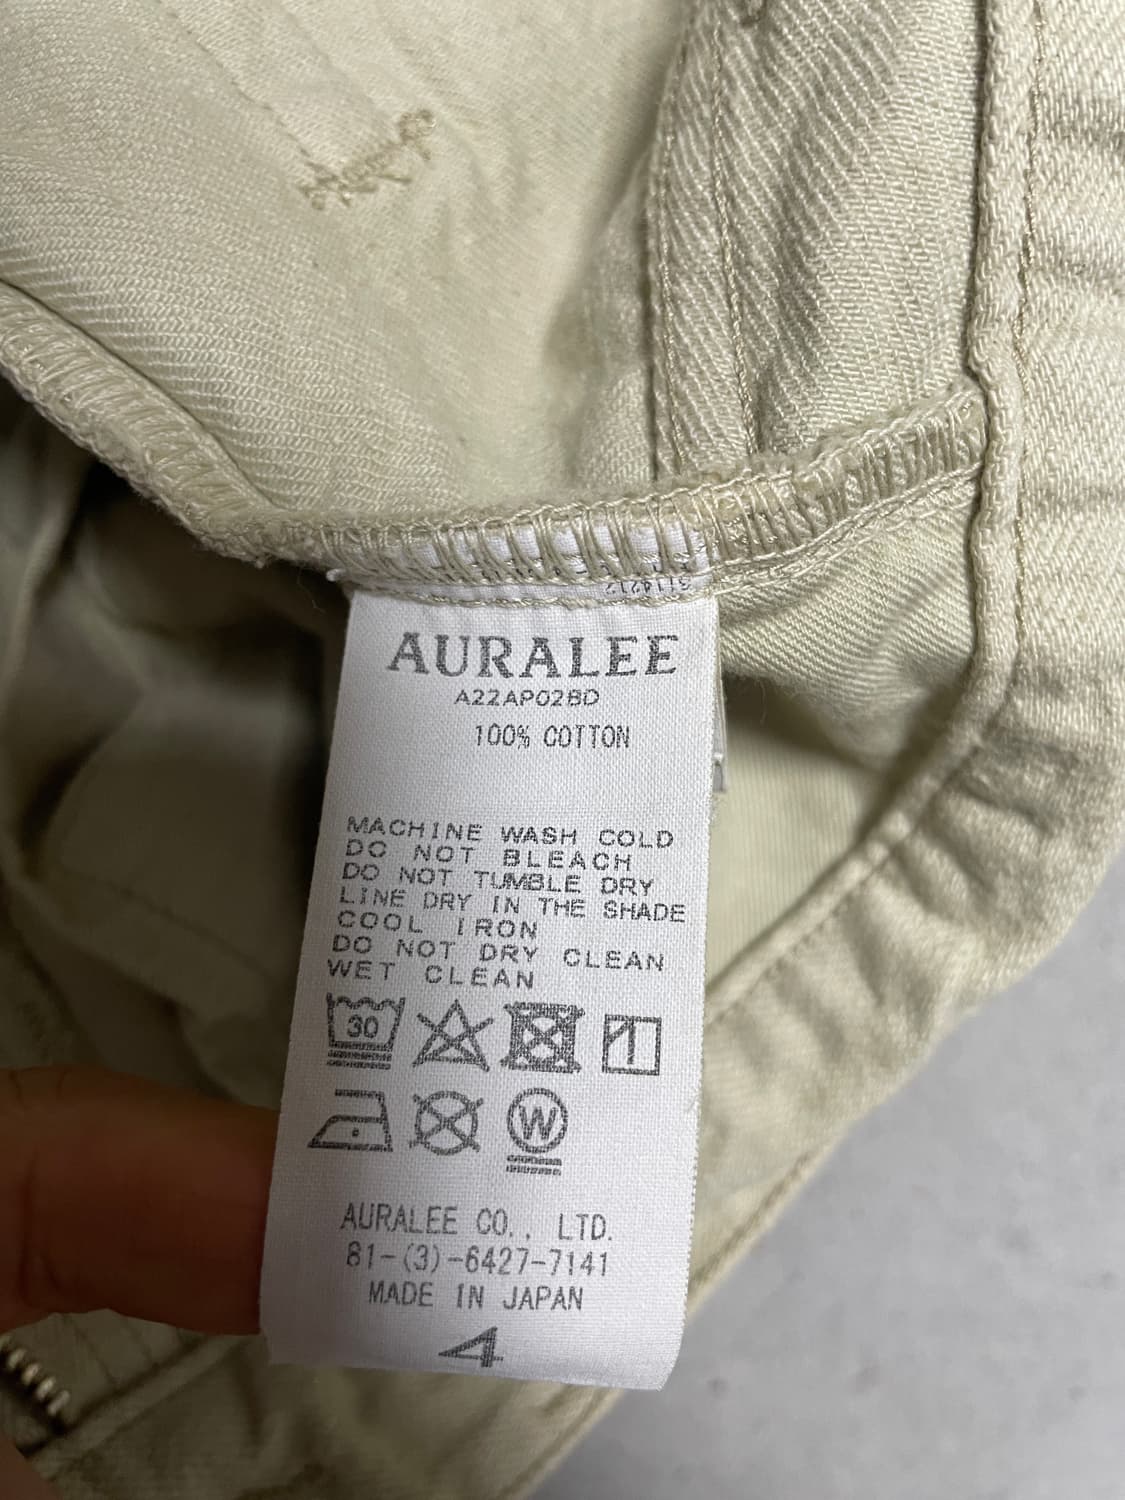 AURALEE
A22AP02BD
100% COTTON
MACHINE WASH COLD
DO NOT BLEACH
DO NOT TUMBLE DRY
LINE DRY IN THE SHADE
COOL IRON
DO NOT DRY CLEAN
WET CLEAN
30
W
AURALEE CO., LTD.
81-(3)-6427-7141
MADE IN JAPAN
4